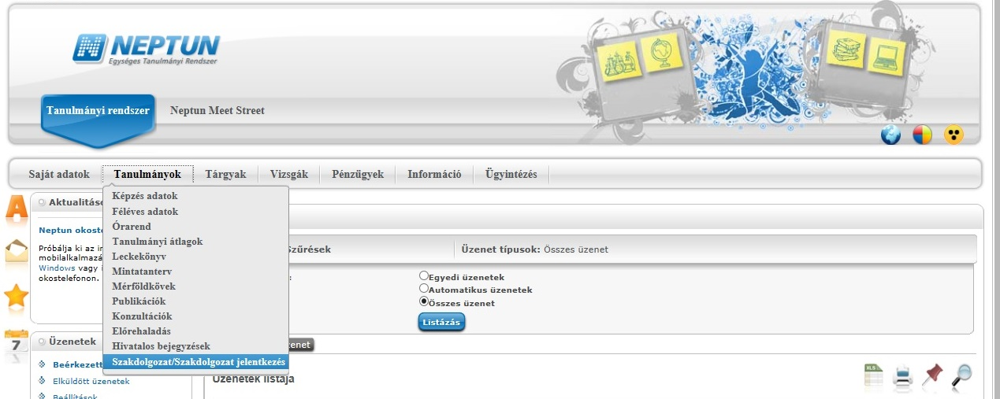 NEPTUN
Egységes Tanulmányi Rendszer
Tanulmányi rendszer
Neptun Meet Street
Saját adatok
Tanulmányok
Tárgyak
Vizsgák
Pénzügyek
Információ
Ügyintézés
Képzés adatok
Féléves adatok
Órarend
Tanulmányi átlagok
Leckekönyv
Mintatanterv
Mérföldkövek
Publikációk
Konzultációk
Előrehaladás
Hivatalos bejegyzések
Szakdolgozat/Szakdolgozat jelentkezés
Neptun
Próbálja ki az
Windows vagy
okostelefonon.
7
Üzenetek
Beérkezett
Elküldött üzenetek
Beállítások
Szűrések
Üzenet típusok: Összes üzenet
Egyedi üzenetek
Automatikus üzenetek
Összes üzenet
Listázás
Üzenetek listája
XLS